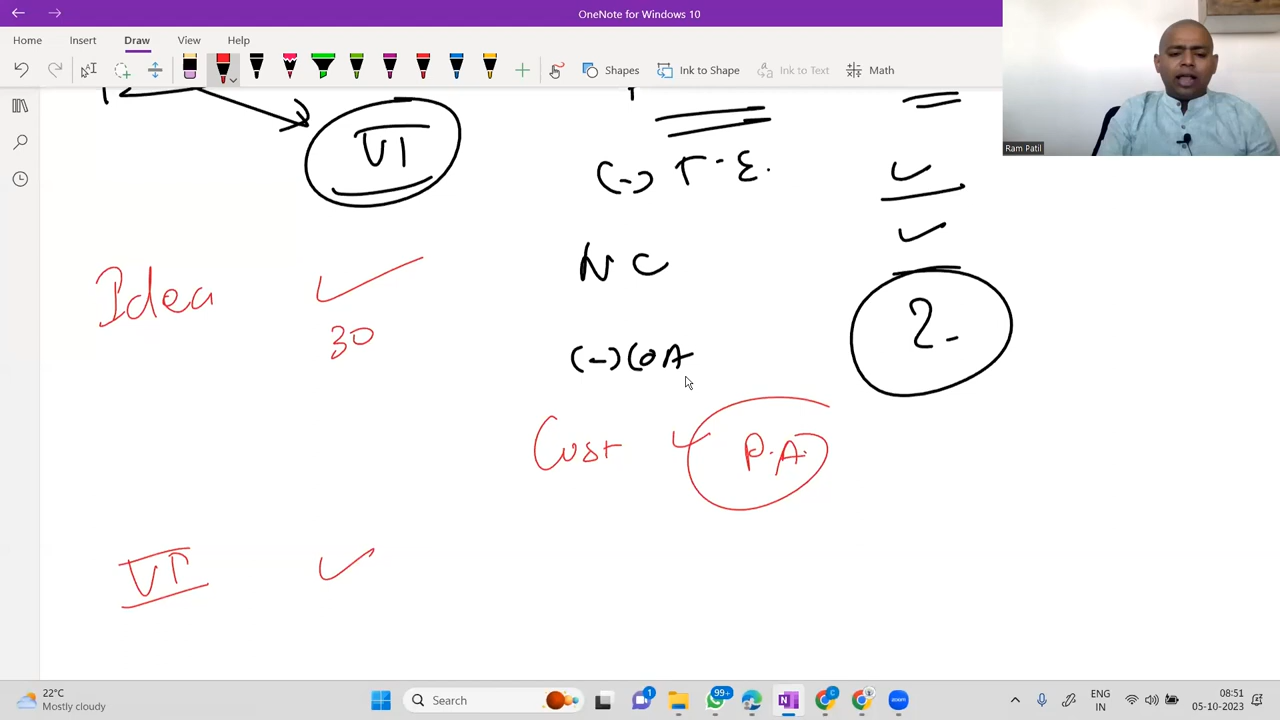 OneNote for Windows 10
Home Insert Draw View Help
Shapes Ink to Shape Ink to Text Math
Ram Patil
VI
(-) T.E.
NC
Idea
30
(-) COA
2-
Cost P.A.
VI
22°C
Mostly cloudy
Search
1
99+
ENG
IN
08:51
05-10-2023